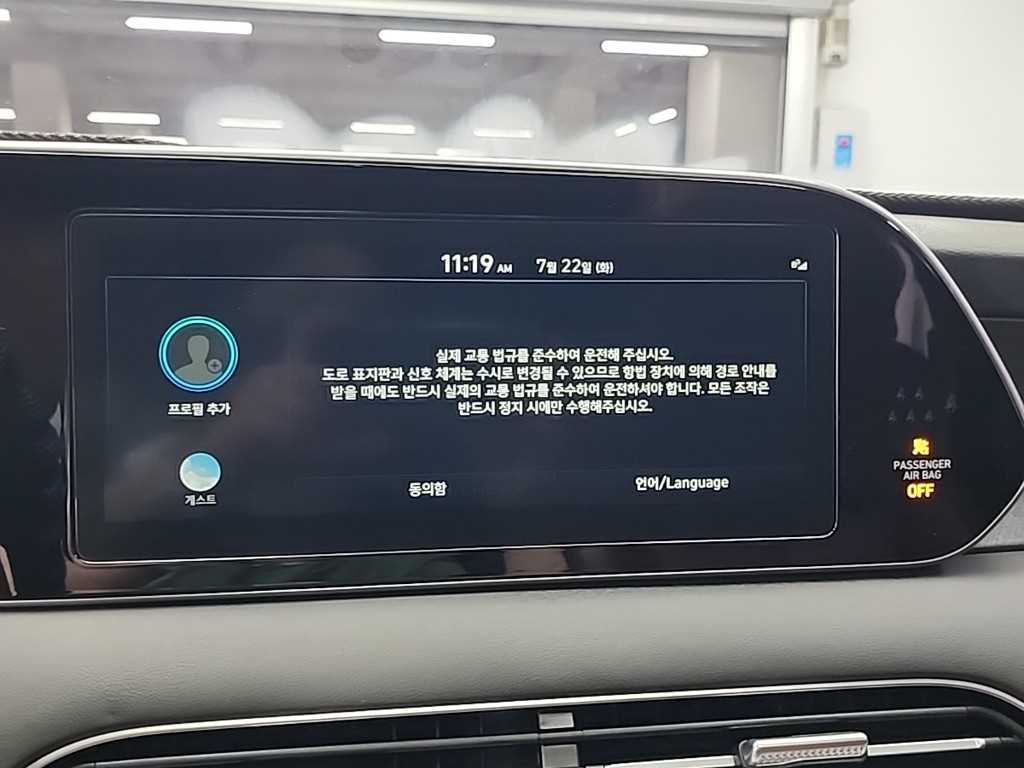 11:19 AM 7월 22일 (화)
실제 교통 법규를 준수하여 운전해 주십시오.
도로 표지판과 신호 체계는 수시로 변경될 수 있으므로 항법 장치에 의해 경로 안내를
받을 때에도 반드시 실제의 교통 법규를 준수하여 운전하셔야 합니다. 모든 조작은
반드시 정지 시에만 수행해주십시오.
프로필 추가
게스트
동의함
언어/Language
PASSENGER
AIR BAG
OFF